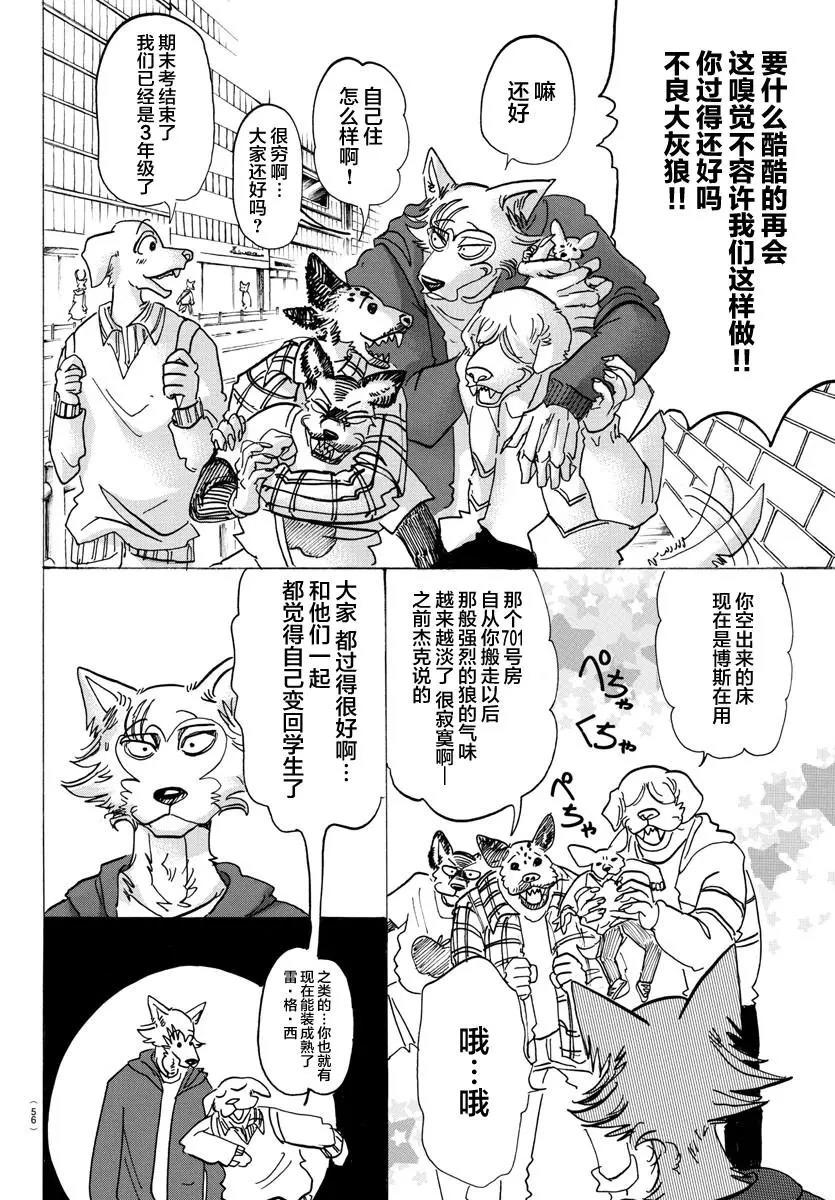 要什么酷酷的再会
这嗅觉不容许我们这样做!!
你过得还好吗
不良大灰狼!!
嘛
还好
自己住
怎么样啊!
很穷啊…
大家还好吗?
期末考结束了
我们已经是3年级了
你空出来的床
现在是博斯在用
ぺちゃ
くちゃ
ぺちゃ
那个701号房
自从你搬走以后
那般强烈的狼的气味
越来越淡了 很寂寞啊—
之前杰克说的
哦…哦
大家 都过得很好啊…
和他们一起
都觉得自己变回学生了
之类的…你也就有
现在能装成熟了
雷·格·西
(56)